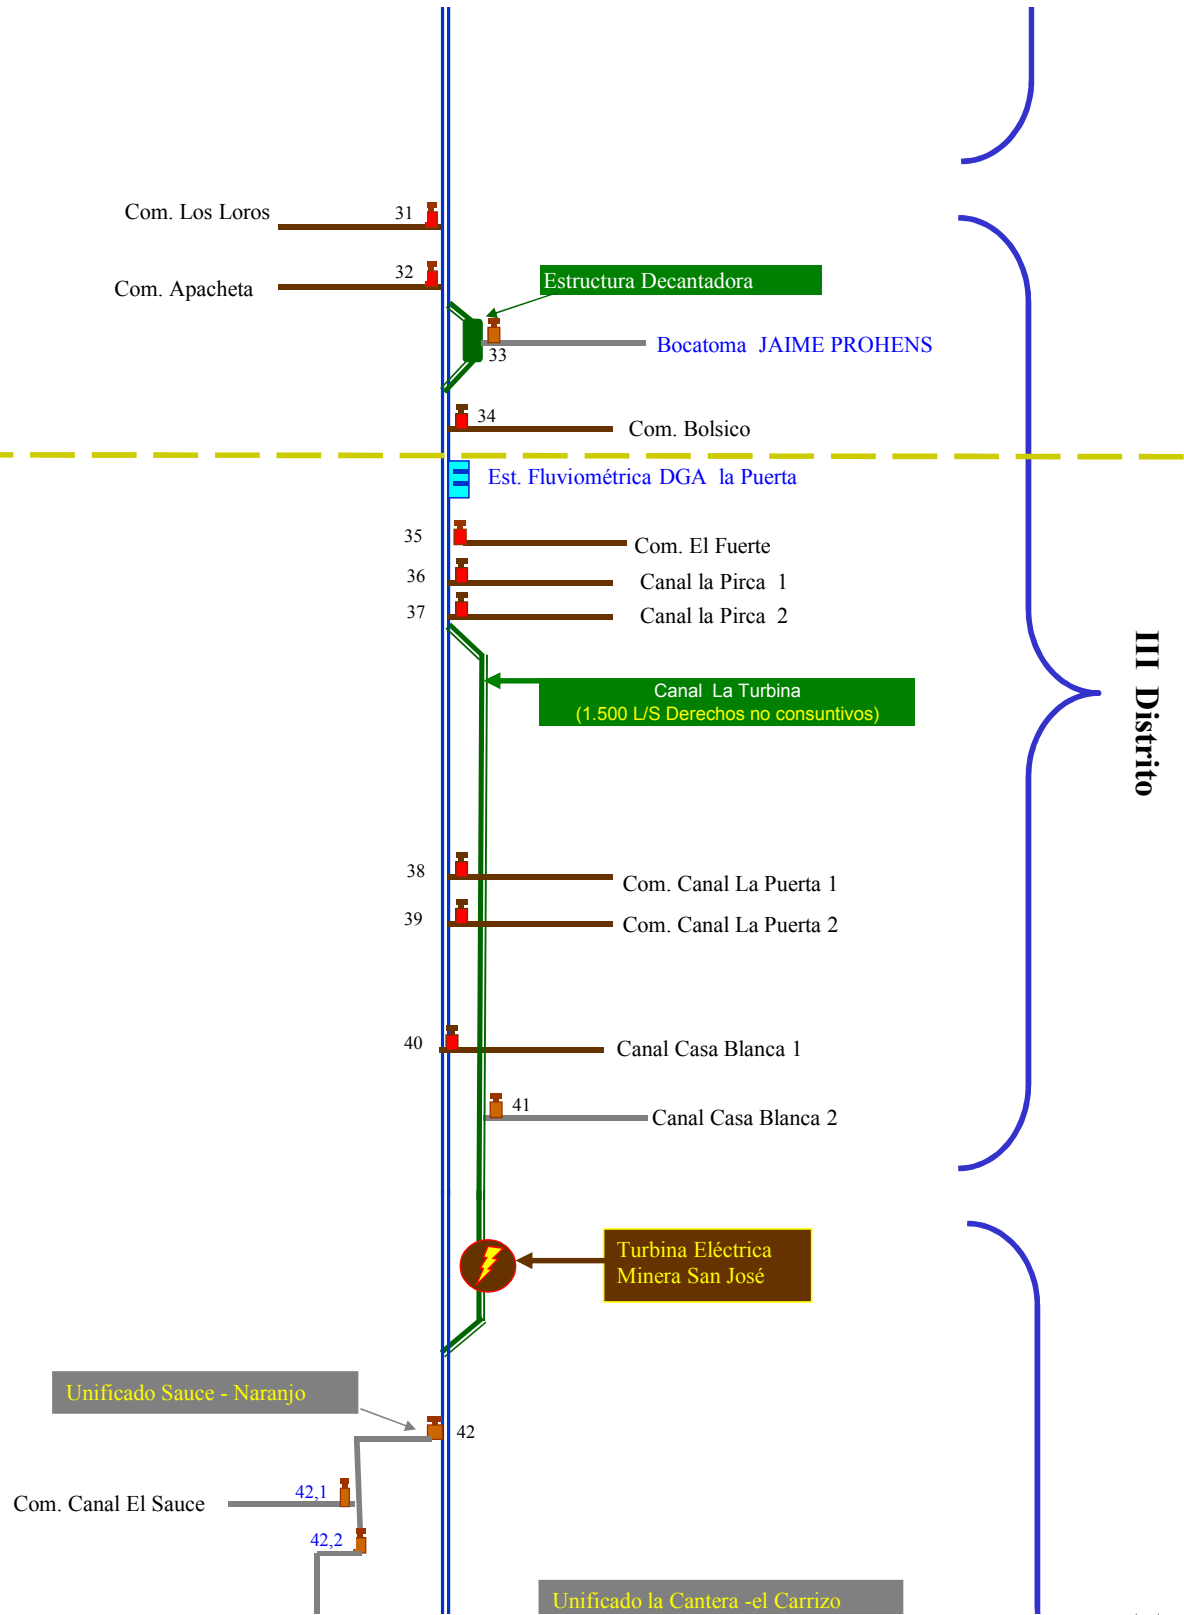 Com. Los Loros
31
32
Com. Apacheta
Estructura Decantadora
33
Bocatoma JAIME PROHENS
34
Com. Bolsico
Est. Fluviométrica DGA la Puerta
35
Com. El Fuerte
36
Canal la Pirca 1
37
Canal la Pirca 2
III Distrito
Canal La Turbina
(1.500 L/S Derechos no consuntivos)
38
Com. Canal La Puerta 1
39
Com. Canal La Puerta 2
40
Canal Casa Blanca 1
41
Canal Casa Blanca 2
Turbina Eléctrica
Minera San José
Unificado Sauce - Naranjo
42
42,1
Com. Canal El Sauce
42,2
Unificado la Cantera -el Carrizo